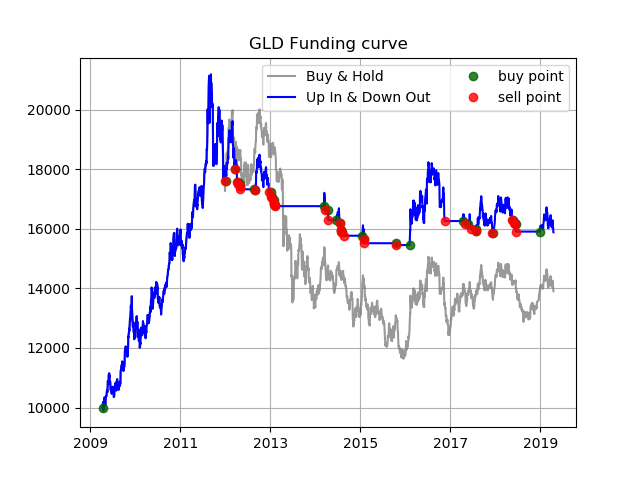 GLD Funding curve
Buy & Hold
Up In & Down Out
buy point
sell point
20000
18000
16000
14000
12000
10000
2009
2011
2013
2015
2017
2019